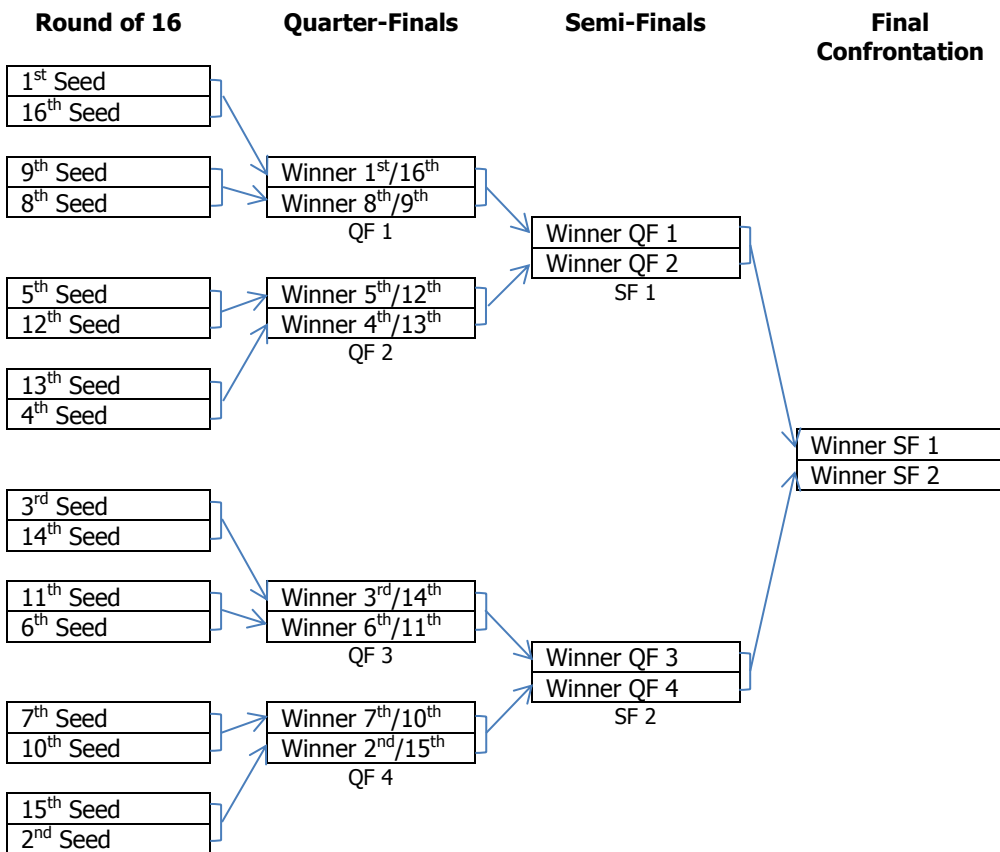 Round of 16
Quarter-Finals
Semi-Finals
Final
Confrontation
1st Seed
16th Seed
9th Seed
8th Seed
5th Seed
12th Seed
13th Seed
4th Seed
3rd Seed
14th Seed
11th Seed
6th Seed
7th Seed
10th Seed
15th Seed
2nd Seed
Winner 1st/16th
Winner 8th/9th
QF 1
Winner 5th/12th
Winner 4th/13th
QF 2
Winner 3rd/14th
Winner 6th/11th
QF 3
Winner 7th/10th
Winner 2nd/15th
QF 4
Winner QF 1
Winner QF 2
SF 1
Winner QF 3
Winner QF 4
SF 2
Winner SF 1
Winner SF 2